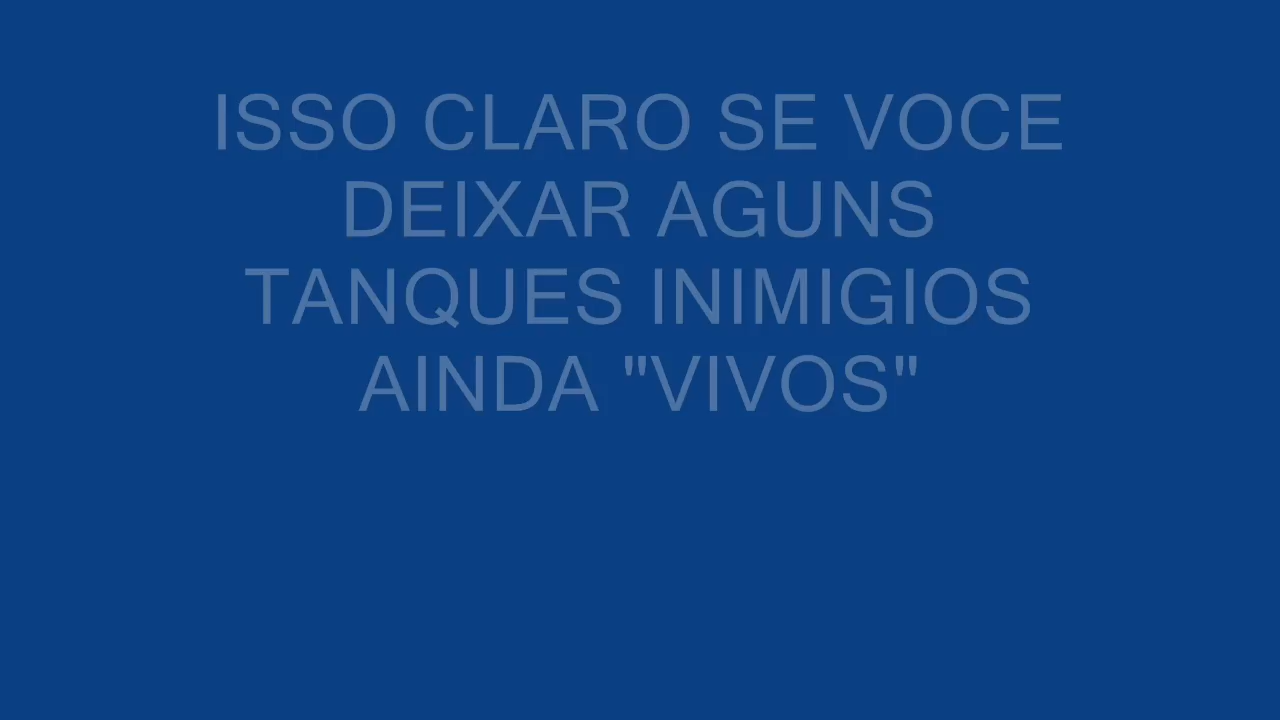 ISSO CLARO SE VOCE
DEIXAR AGUNS
TANQUES INIMIGIOS
AINDA "VIVOS"